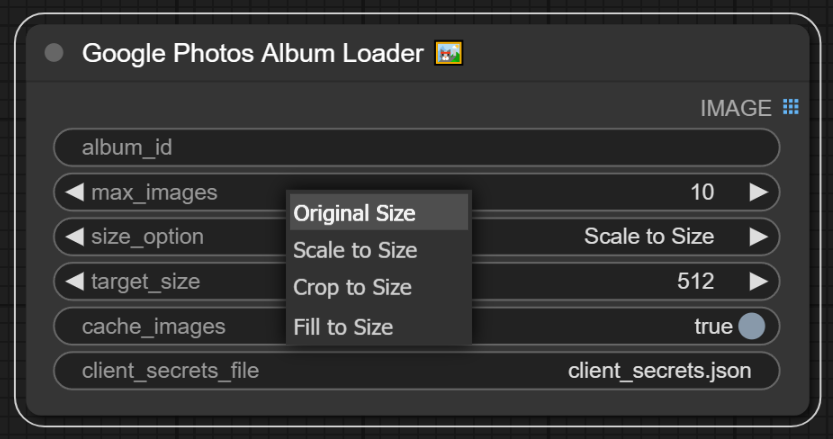 Google Photos Album Loader
IMAGE
album_id
max_images 10
Original Size
size_option Scale to Size
Scale to Size
target_size 512
Crop to Size
cache_images true
Fill to Size
client_secrets_file client_secrets.json